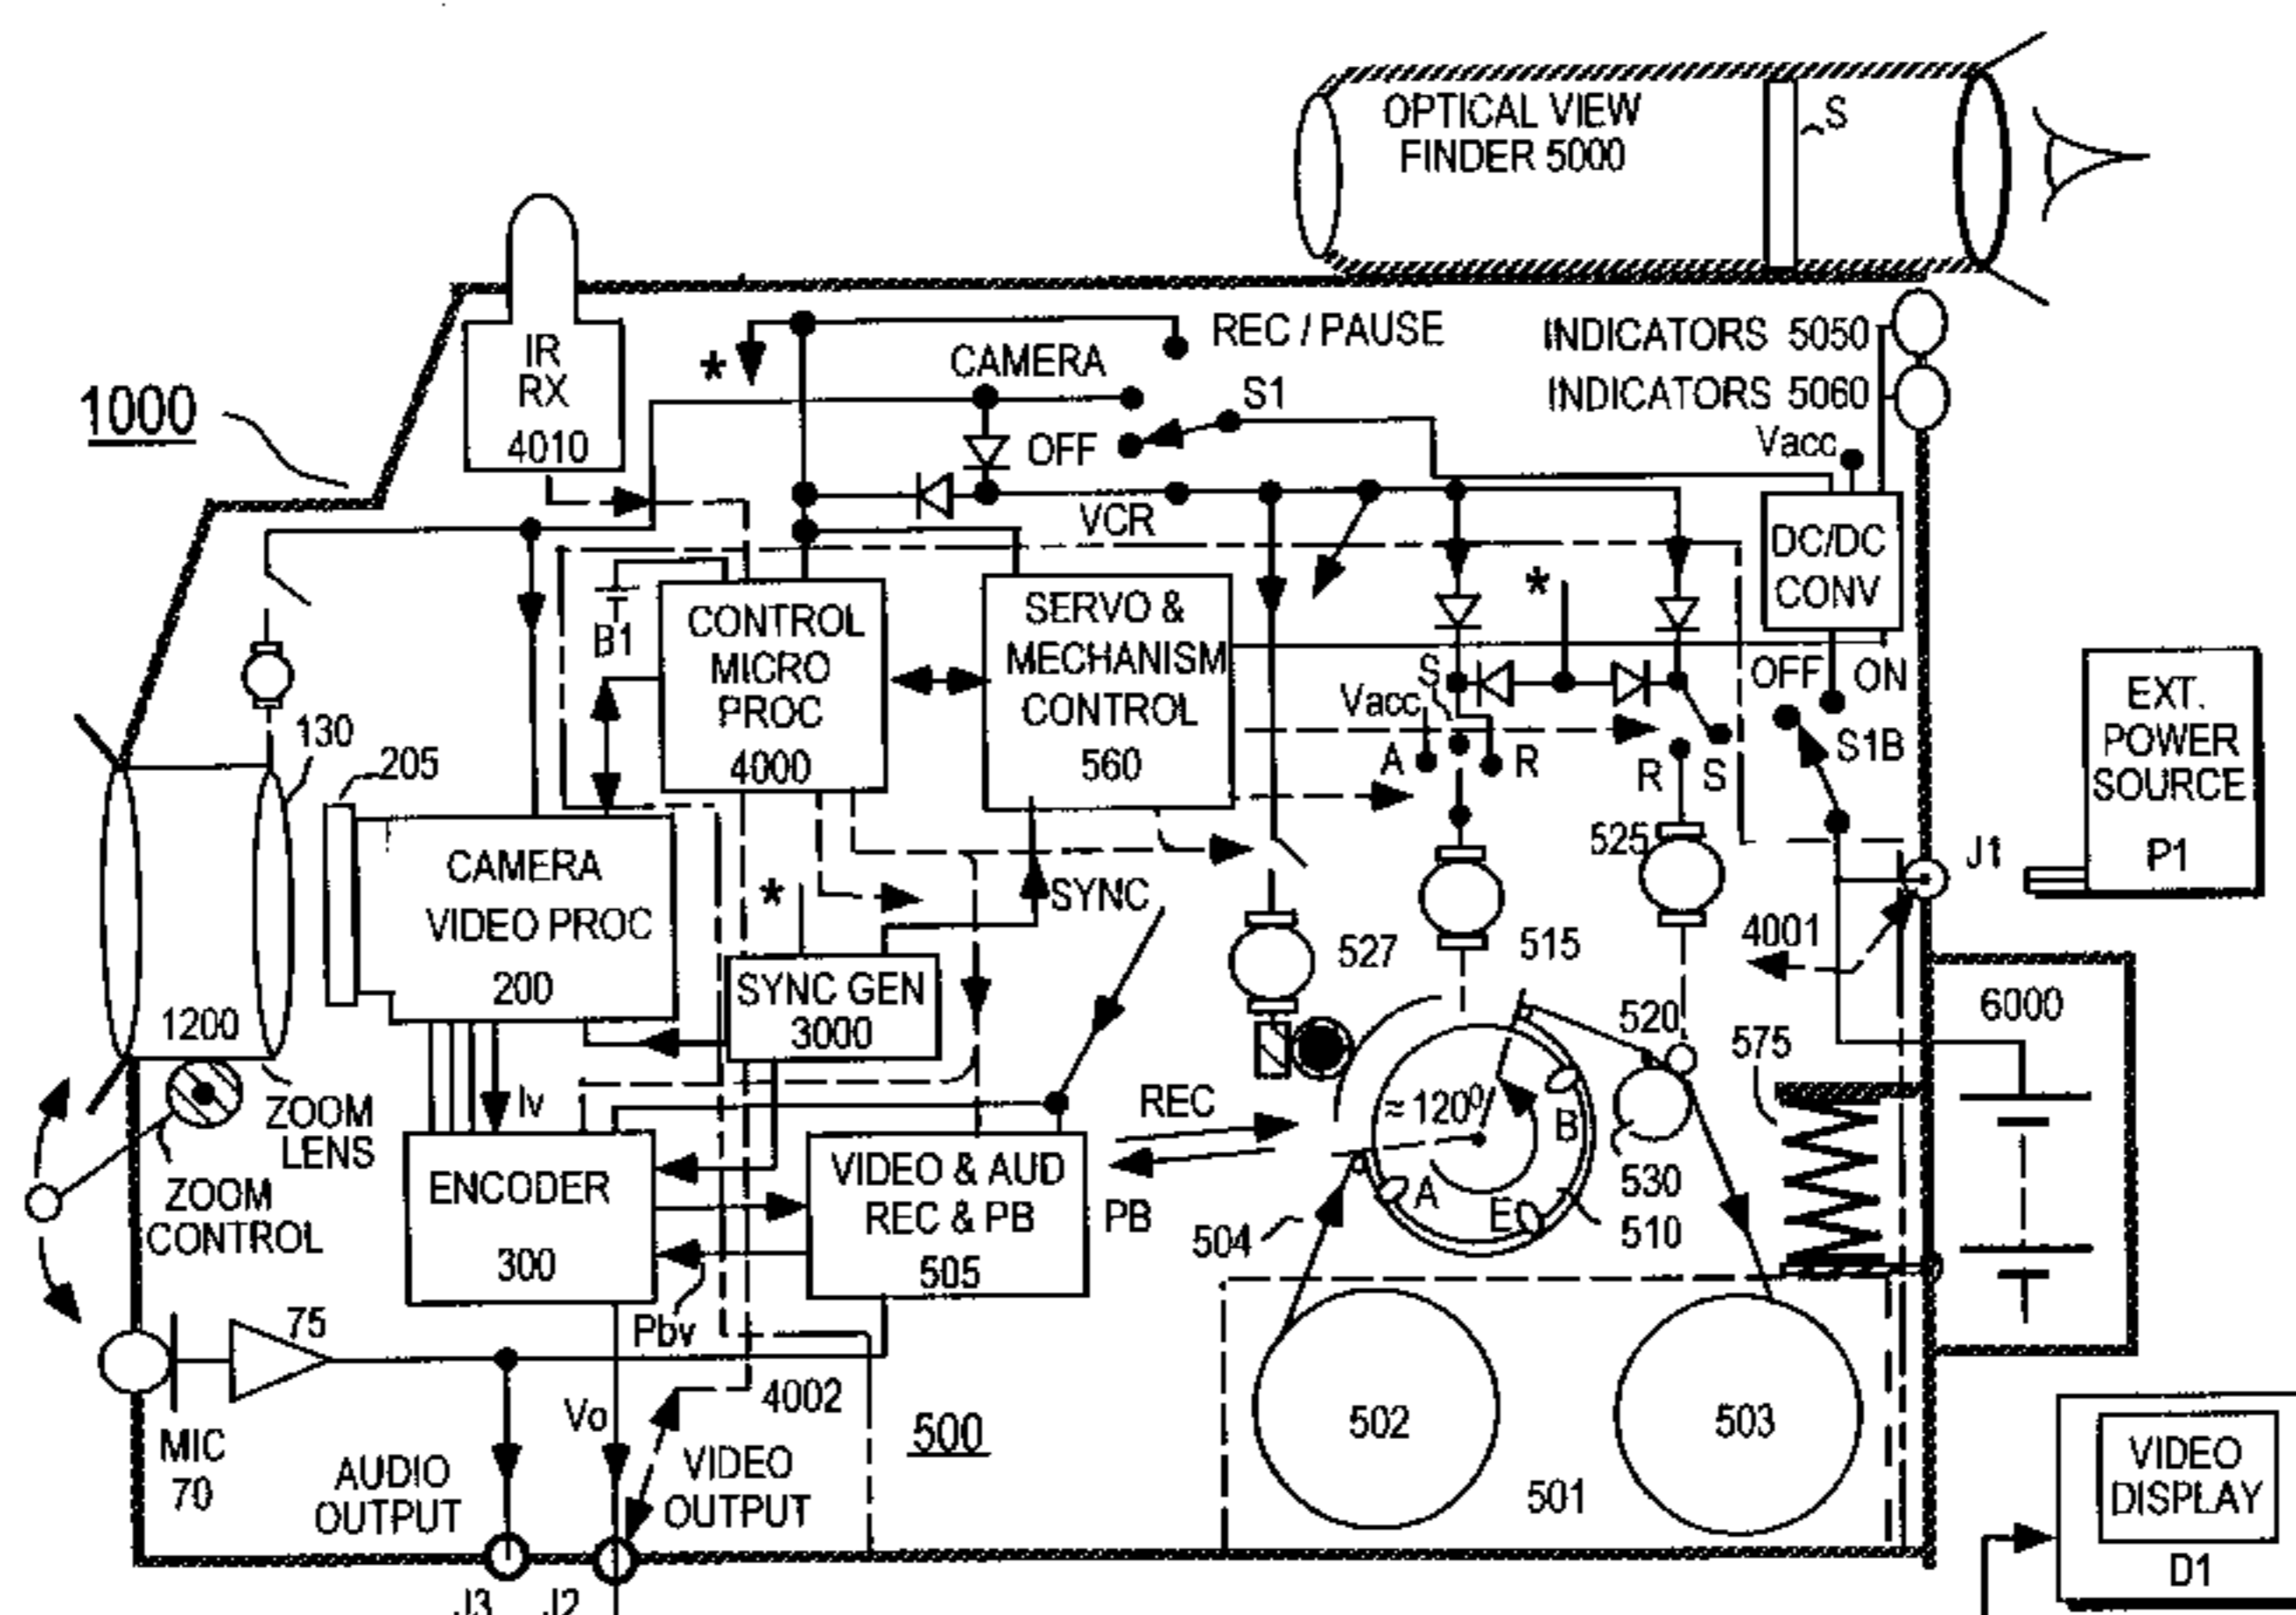 OPTICAL VIEW
FINDER 5000
S
IR
RX
4010
*
REC / PAUSE
CAMERA
S1
OFF
VCR
INDICATORS 5050
INDICATORS 5060
Vacc
1000
DC/DC
CONV
B1
CONTROL
MICRO
PROC
4000
SERVO &
MECHANISM
CONTROL
560
*
S
Vacc
A
R
R
S
OFF
ON
S1B
EXT.
POWER
SOURCE
P1
J1
130
205
CAMERA
VIDEO PROC
200
*
SYNC
SYNC GEN
3000
527
515
525
4001
6000
1200
520
575
ZOOM
LENS
ZOOM
CONTROL
Iv
ENCODER
300
VIDEO & AUD
REC & PB
505
REC
PB
≈ 120⁰
A
B
E
504
530
510
Pbv
75
MIC
70
Vo
4002
AUDIO
OUTPUT
VIDEO
OUTPUT
500
502
503
501
VIDEO
DISPLAY
D1
J3
J2